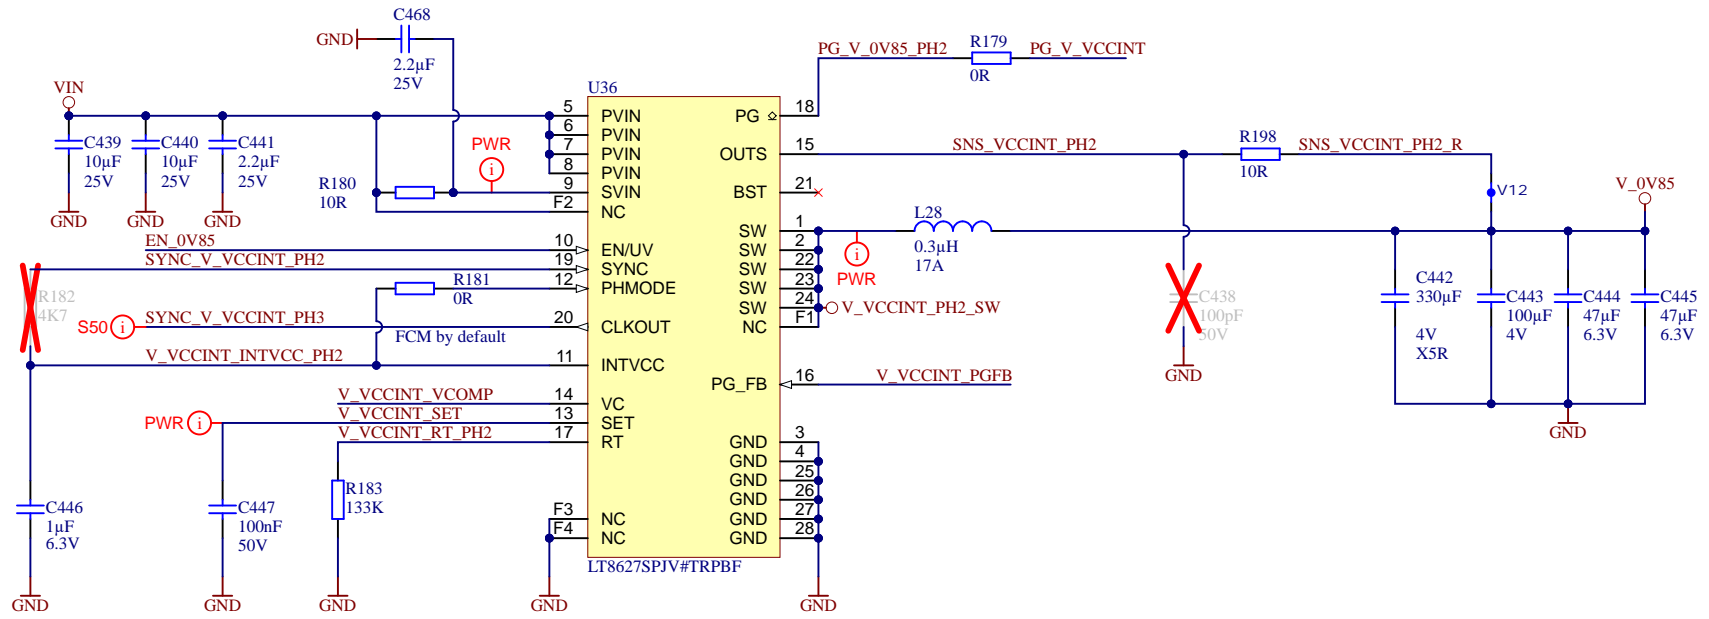 C468
GND
2.2µF
25V
VIN
C439
10µF
25V
GND
C440
10µF
25V
GND
C441
2.2µF
25V
GND
R180
10R
PWR
i
EN_0V85
SYNC_V_VCCINT_PH2
R182
4K7
R181
0R
S50
i
SYNC_V_VCCINT_PH3
FCM by default
V_VCCINT_INTVCC_PH2
V_VCCINT_VCOMP
PWR
i
V_VCCINT_SET
V_VCCINT_RT_PH2
C446
1µF
6.3V
GND
C447
100nF
50V
GND
R183
133K
GND
GND
U36
5 PVIN
6 PVIN
7 PVIN
8 PVIN
9 SVIN
F2 NC
10 EN/UV
19 SYNC
12 PHMODE
20 CLKOUT
11 INTVCC
14 VC
13 SET
17 RT
F3 NC
F4 NC
PG 18
OUTS 15
BST 21
SW 1
SW 2
SW 22
SW 23
SW 24
NC F1
PG_FB 16
GND 3
GND 4
GND 25
GND 26
GND 27
GND 28
LT8627SPJV#TRPBF
GND
PG_V_0V85_PH2
R179
0R
PG_V_VCCINT
SNS_VCCINT_PH2
R198
10R
SNS_VCCINT_PH2_R
V12
V_0V85
L28
0.3µH
17A
i
PWR
V_VCCINT_PH2_SW
C438
100pF
50V
GND
V_VCCINT_PGFB
C442
330µF
4V
X5R
C443
100µF
4V
C444
47µF
6.3V
C445
47µF
6.3V
GND